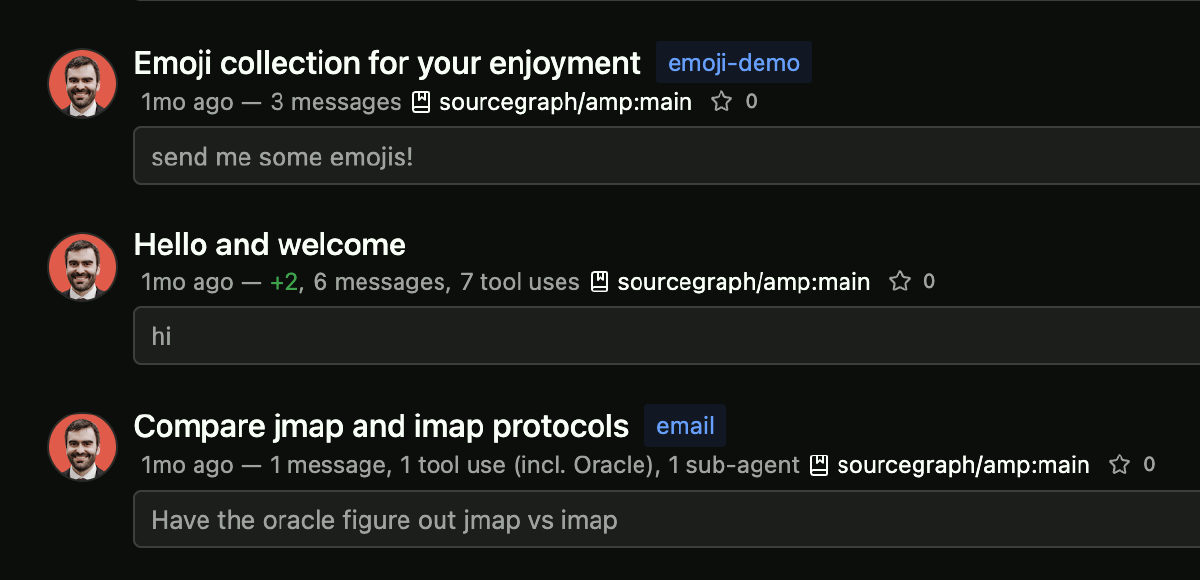 Emoji collection for your enjoyment emoji-demo
1mo ago — 3 messages sourcegraph/amp:main 0
send me some emojis!
Hello and welcome
1mo ago — +2, 6 messages, 7 tool uses sourcegraph/amp:main 0
hi
Compare jmap and imap protocols email
1mo ago — 1 message, 1 tool use (incl. Oracle), 1 sub-agent sourcegraph/amp:main 0
Have the oracle figure out jmap vs imap